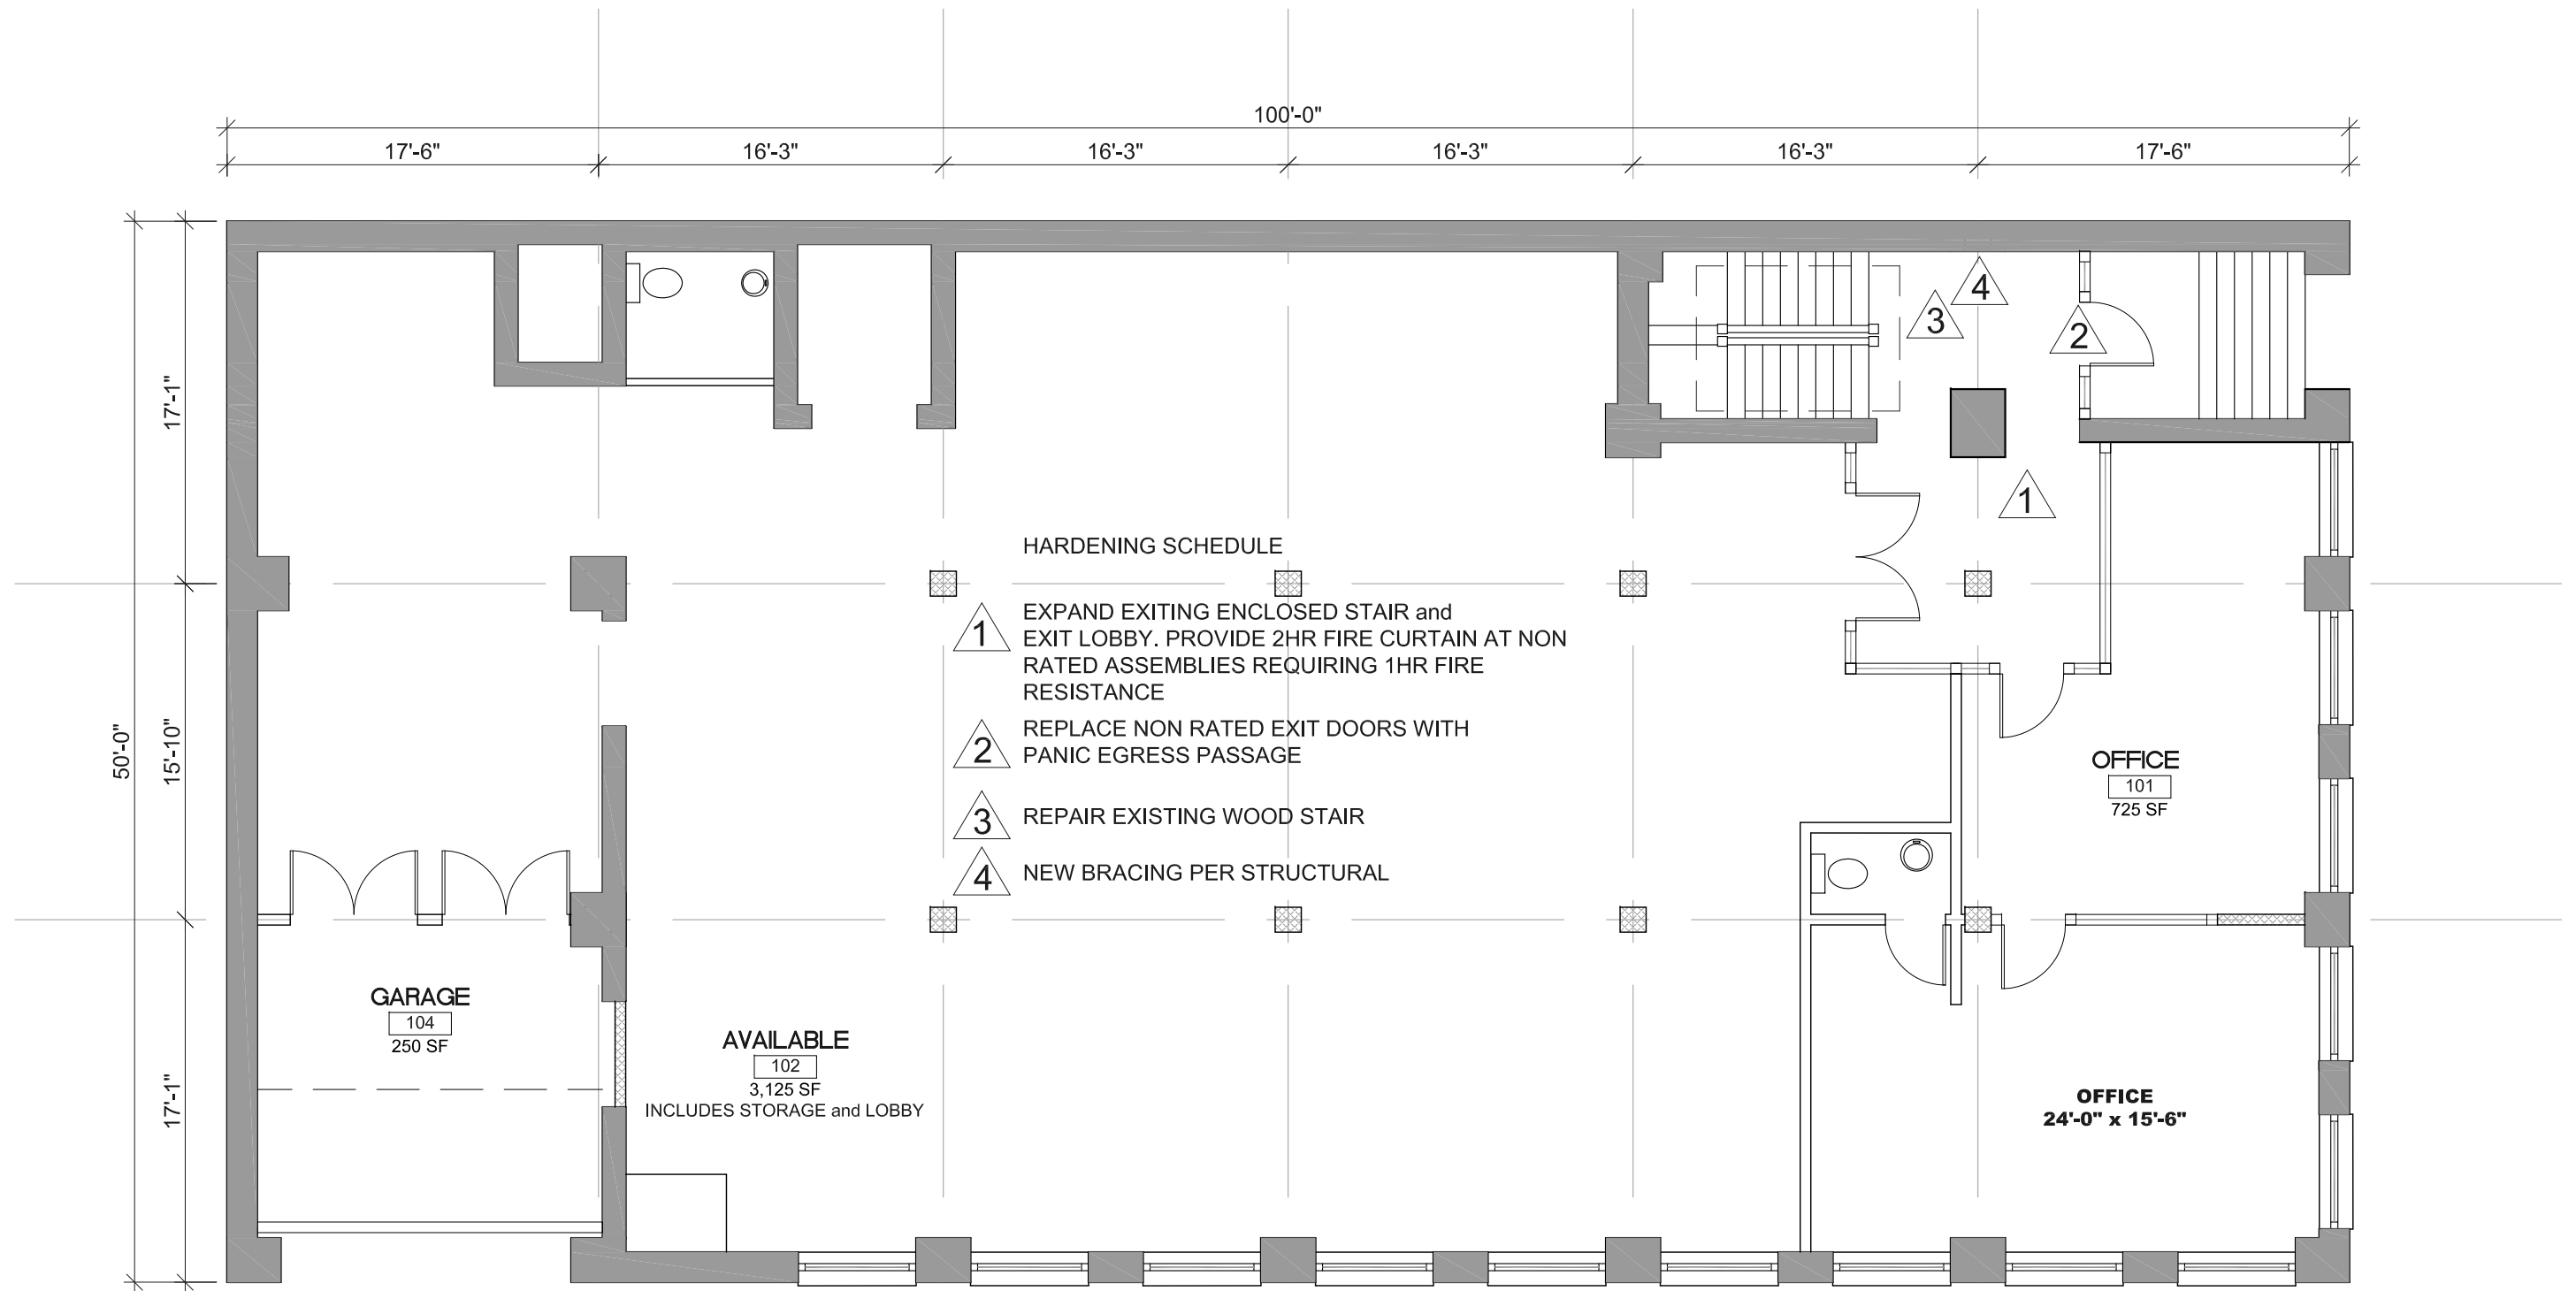 100'-0"
17'-6"
16'-3"
16'-3"
16'-3"
16'-3"
17'-6"
50'-0"
17'-1"
15'-10"
17'-1"
4
3
2
1
HARDENING SCHEDULE
1
EXPAND EXITING ENCLOSED STAIR and
EXIT LOBBY. PROVIDE 2HR FIRE CURTAIN AT NON
RATED ASSEMBLIES REQUIRING 1HR FIRE
RESISTANCE
2
REPLACE NON RATED EXIT DOORS WITH
PANIC EGRESS PASSAGE
3
REPAIR EXISTING WOOD STAIR
4
NEW BRACING PER STRUCTURAL
OFFICE
101
725 SF
GARAGE
104
250 SF
AVAILABLE
102
3,125 SF
INCLUDES STORAGE and LOBBY
OFFICE
24'-0" x 15'-6"